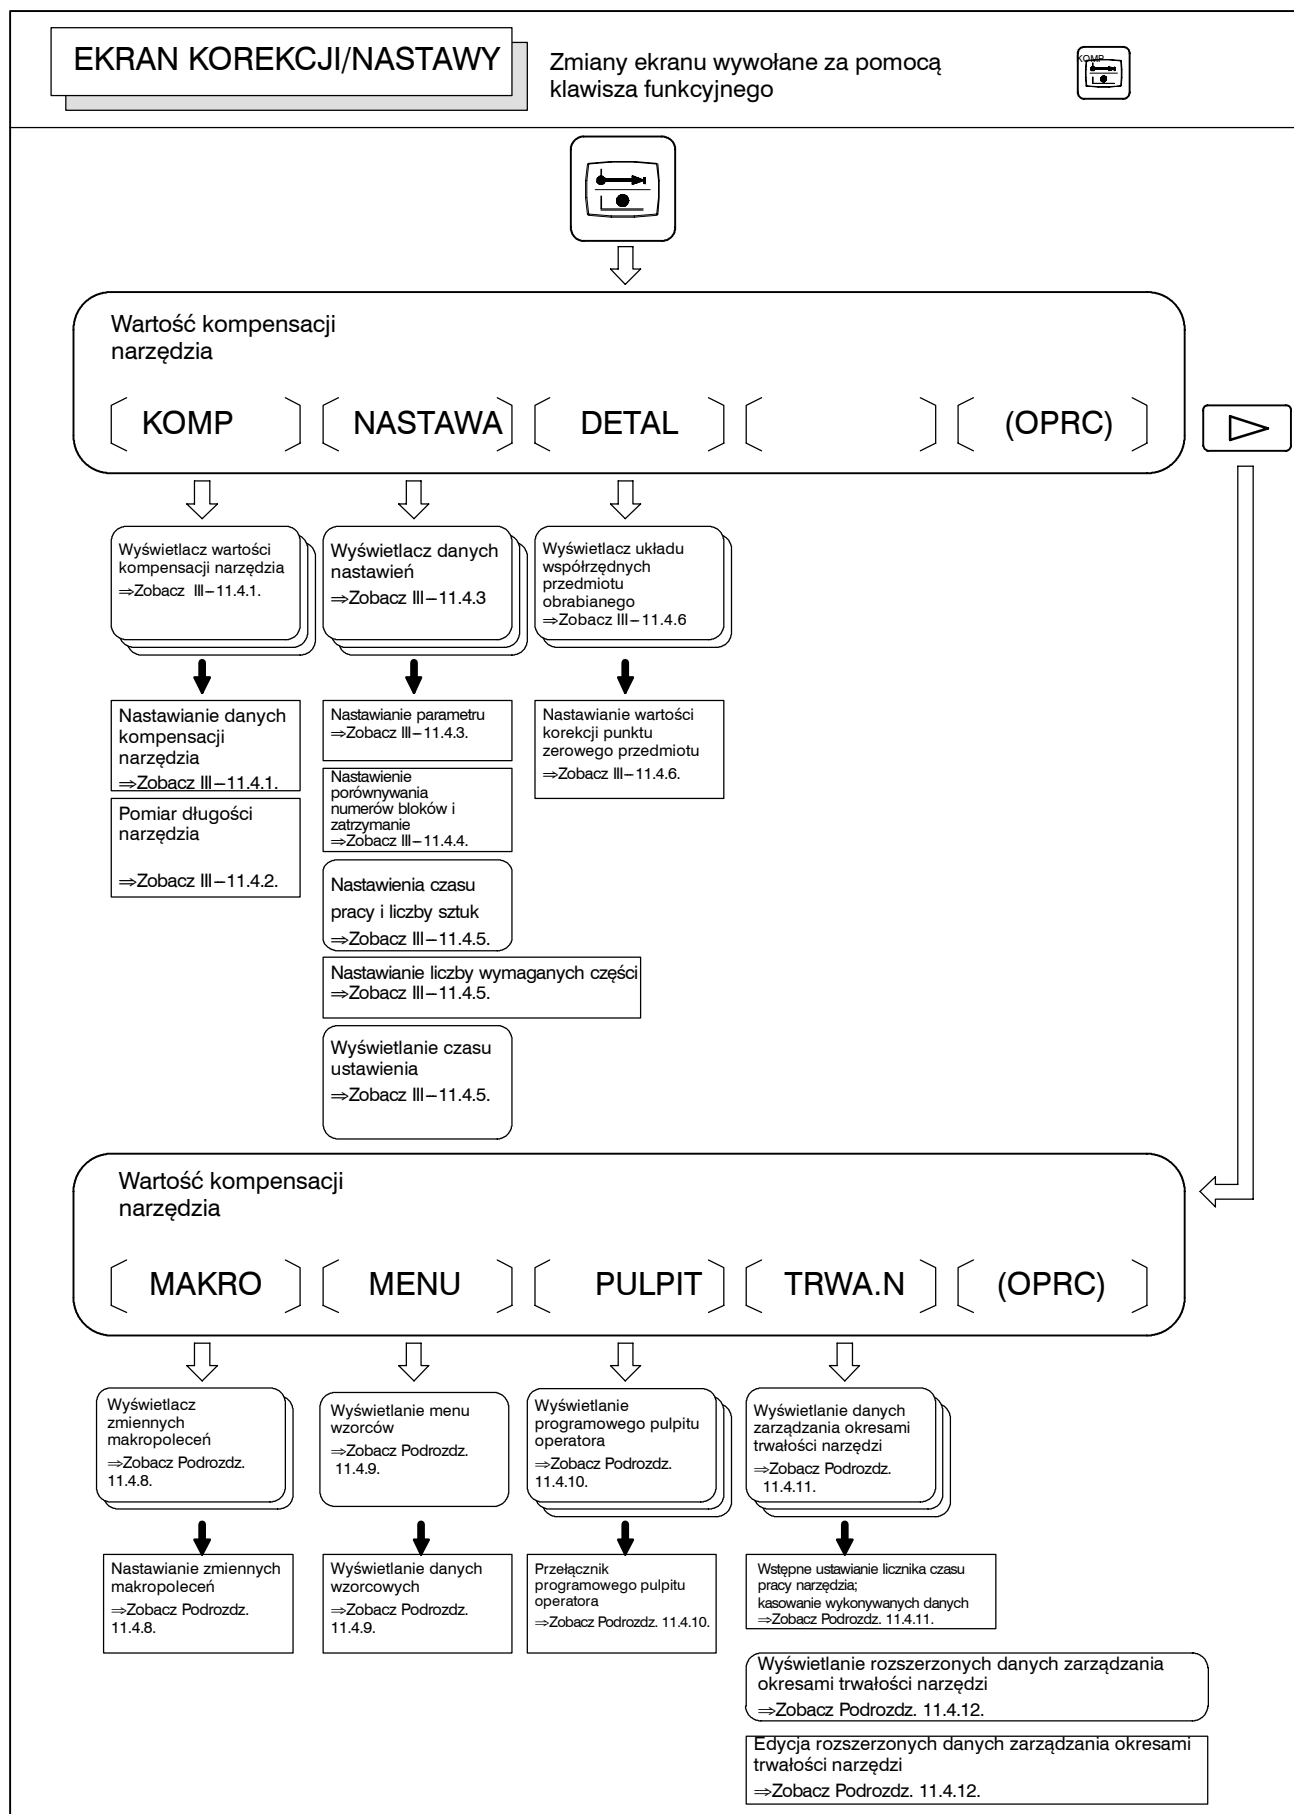 EKRAN KOREKCJI/NASTAWY
Zmiany ekranu wywołane za pomocą
klawisza funkcyjnego
KOMP
Wartość kompensacji
narzędzia
KOMP
NASTAWA
DETAL
(OPRC)
Wyświetlacz wartości
kompensacji narzędzia
⇒Zobacz III–11.4.1.
Wyświetlacz danych
nastawień
⇒Zobacz III–11.4.3
Wyświetlacz układu
współrzędnych
przedmiotu
obrabianego
⇒Zobacz III–11.4.6
Nastawianie danych
kompensacji
narzędzia
⇒Zobacz III–11.4.1.
Pomiar długości
narzędzia
⇒Zobacz III–11.4.2.
Nastawianie parametru
⇒Zobacz III–11.4.3.
Nastawienie
porównywania
numerów bloków i
zatrzymanie
⇒Zobacz III–11.4.4.
Nastawienia czasu
pracy i liczby sztuk
⇒Zobacz III–11.4.5.
Nastawianie liczby wymaganych części
⇒Zobacz III–11.4.5.
Wyświetlanie czasu
ustawienia
⇒Zobacz III–11.4.5.
Nastawianie wartości
korekcji punktu
zerowego przedmiotu
⇒Zobacz III–11.4.6.
Wartość kompensacji
narzędzia
MAKRO
MENU
PULPIT
TRWA.N
(OPRC)
Wyświetlacz
zmiennych
makropoleceń
⇒Zobacz Podrozdz.
11.4.8.
Wyświetlanie menu
wzorców
⇒Zobacz Podrozdz.
11.4.9.
Wyświetlanie
programowego pulpitu
operatora
⇒Zobacz Podrozdz.
11.4.10.
Wyświetlanie danych
zarządzania okresami
trwałości narzędzi
⇒Zobacz Podrozdz.
11.4.11.
Nastawianie zmiennych
makropoleceń
⇒Zobacz Podrozdz.
11.4.8.
Wyświetlanie danych
wzorcowych
⇒Zobacz Podrozdz.
11.4.9.
Przełącznik
programowego pulpitu
operatora
⇒Zobacz Podrozdz. 11.4.10.
Wstępne ustawianie licznika czasu
pracy narzędzia;
kasowanie wykonywanych danych
⇒Zobacz Podrozdz. 11.4.11.
Wyświetlanie rozszerzonych danych zarządzania
okresami trwałości narzędzi
⇒Zobacz Podrozdz. 11.4.12.
Edycja rozszerzonych danych zarządzania okresami
trwałości narzędzi
⇒Zobacz Podrozdz. 11.4.12.